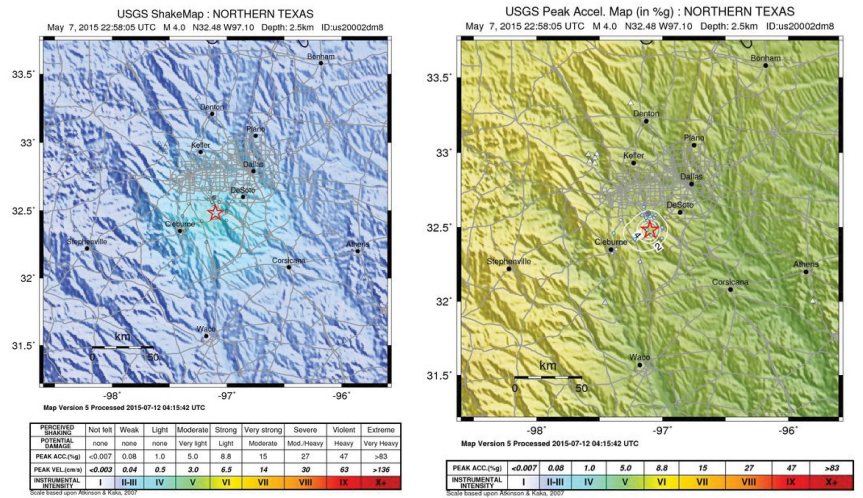 USGS ShakeMap : NORTHERN TEXAS
May 7, 2015 22:58:05 UTC M 4.0 N32.48 W97.10 Depth: 2.5km ID:us20002dm8
Bonham
33.5°
Denton
Plano
33°
Keller
Dallas
DeSoto
32.5°
Cleburne
Stephenville
Athens
Corsicana
32°
Waco
km
31.5°
0 50
-98° -97° -96°
Map Version 5 Processed 2015-07-12 04:15:42 UTC
PERCEIVED SHAKING Not felt Weak Light Moderate Strong Very strong Severe Violent Extreme
POTENTIAL DAMAGE none none none Very light Light Moderate Mod./Heavy Heavy Very Heavy
PEAK ACC.(%g) <0.007 0.08 1.0 5.0 8.8 15 27 47 >83
PEAK VEL.(cm/s) <0.003 0.04 0.5 3.0 6.5 14 30 63 >136
INSTRUMENTAL INTENSITY I II-III IV V VI VII VIII IX X+
Scale based upon Atkinson & Kaka, 2007
USGS Peak Accel. Map (in %g) : NORTHERN TEXAS
May 7, 2015 22:58:05 UTC M 4.0 N32.48 W97.10 Depth: 2.5km ID:us20002dm8
Bonham
33.5°
Denton
Plano
33°
Keller
Dallas
DeSoto
32.5°
4
2
Cleburne
Stephenville
Athens
Corsicana
32°
Waco
km
31.5°
0 50
-98° -97° -96°
Map Version 5 Processed 2015-07-12 04:15:42 UTC
PEAK ACC.(%g) <0.007 0.08 1.0 5.0 8.8 15 27 47 >83
INSTRUMENTAL INTENSITY I II-III IV V VI VII VIII IX X+
Scale based upon Atkinson & Kaka, 2007